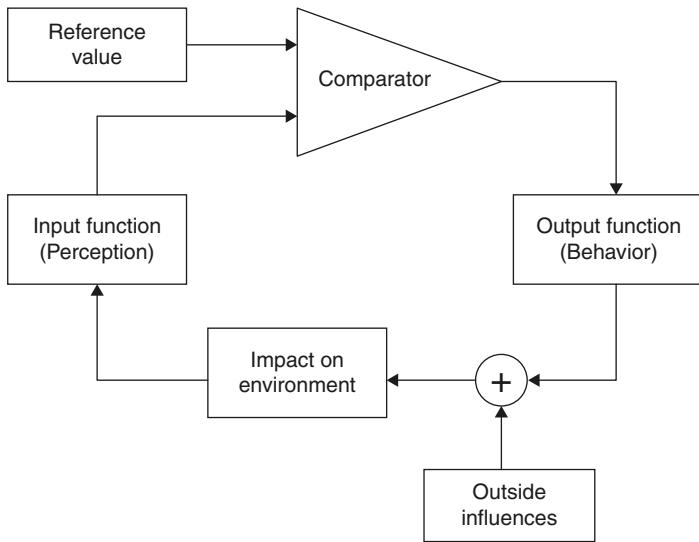 Reference
value
Comparator
Input function
(Perception)
Output function
(Behavior)
Impact on
environment
+
Outside
influences